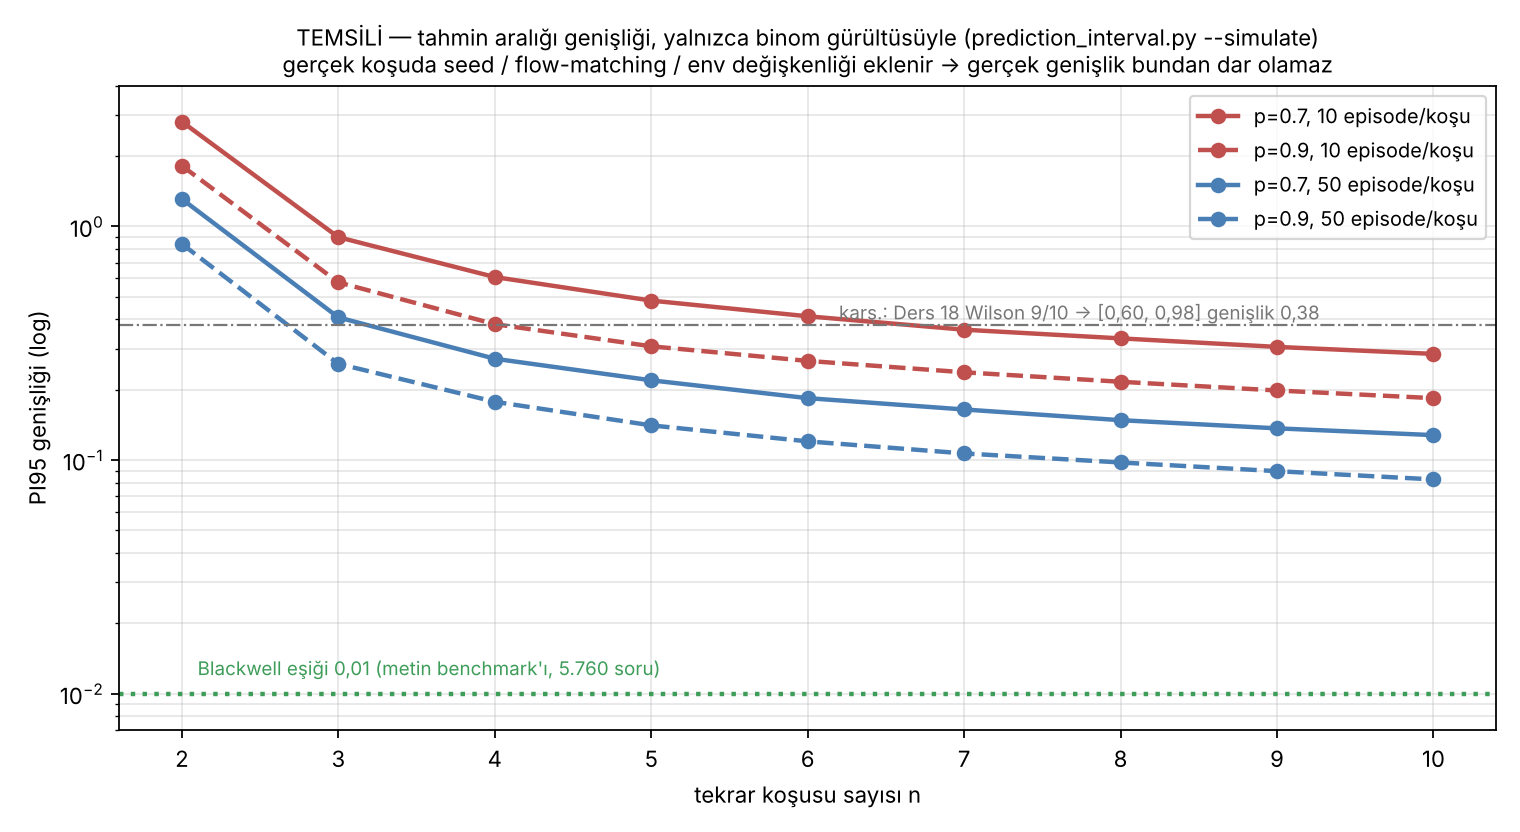 TEMSİLİ — tahmin aralığı genişliği, yalnızca binom gürültüsüyle (prediction_interval.py --simulate)
gerçek koşuda seed / flow-matching / env değişkenliği eklenir → gerçek genişlik bundan dar olamaz
p=0.7, 10 episode/koşu
p=0.9, 10 episode/koşu
p=0.7, 50 episode/koşu
p=0.9, 50 episode/koşu
kars.: Ders 18 Wilson 9/10 → [0,60, 0,98] genişlik 0,38
Blackwell eşiği 0,01 (metin benchmark'ı, 5.760 soru)
PI95 genişliği (log)
10⁰
10⁻¹
10⁻²
2 3 4 5 6 7 8 9 10
tekrar koşusu sayısı n